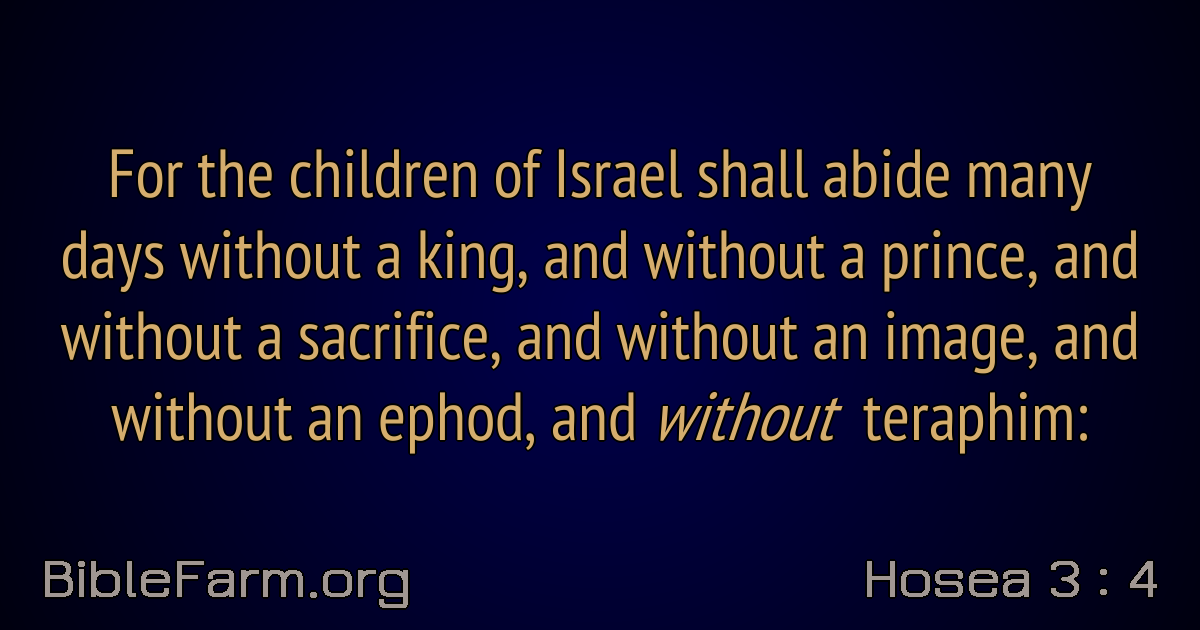 For the children of Israel shall abide many
days without a king, and without a prince, and
without a sacrifice, and without an image, and
without an ephod, and without teraphim:
BibleFarm.org
Hosea 3 : 4